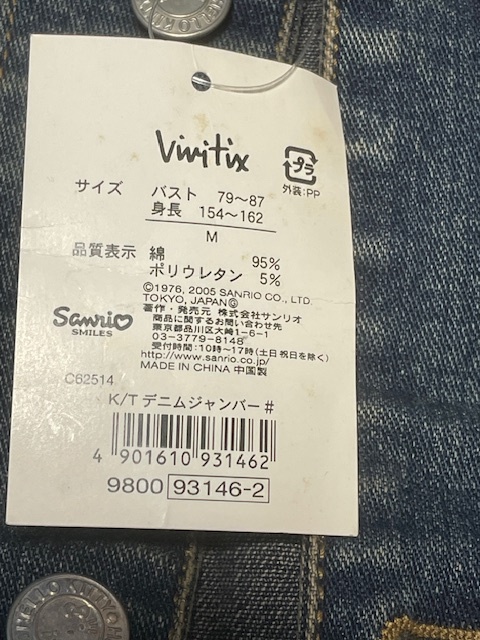 Vivitix
プラ
外装:PP
サイズ バスト 79〜87
身長 154〜162
M
品質表示 綿 95%
ポリウレタン 5%
©1976, 2005 SANRIO CO., LTD.
TOKYO, JAPAN Ⓖ
著作・発売元 株式会社サンリオ
商品に関するお問い合わせ先
東京都品川区大崎1-6-1
03-3779-8148
受付時間:10時〜17時(土日祝日を除く)
http://www.sanrio.co.jp/
MADE IN CHINA 中国製
Sanrio
SMILES
C62514
K/T デニムジャンバー#
4 901610 931462
9800 93146-2
HELLO KITTY